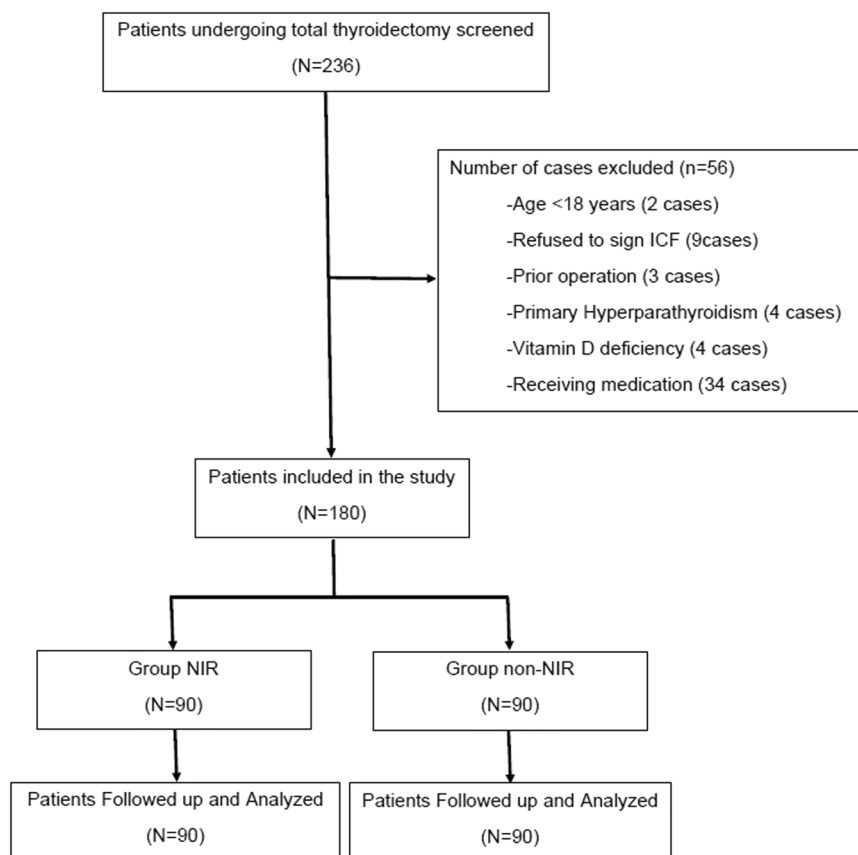 Patients undergoing total thyroidectomy screened
(N=236)
Number of cases excluded (n=56)
-Age <18 years (2 cases)
-Refused to sign ICF (9cases)
-Prior operation (3 cases)
-Primary Hyperparathyroidism (4 cases)
-Vitamin D deficiency (4 cases)
-Receiving medication (34 cases)
Patients included in the study
(N=180)
Group NIR
(N=90)
Group non-NIR
(N=90)
Patients Followed up and Analyzed
(N=90)
Patients Followed up and Analyzed
(N=90)